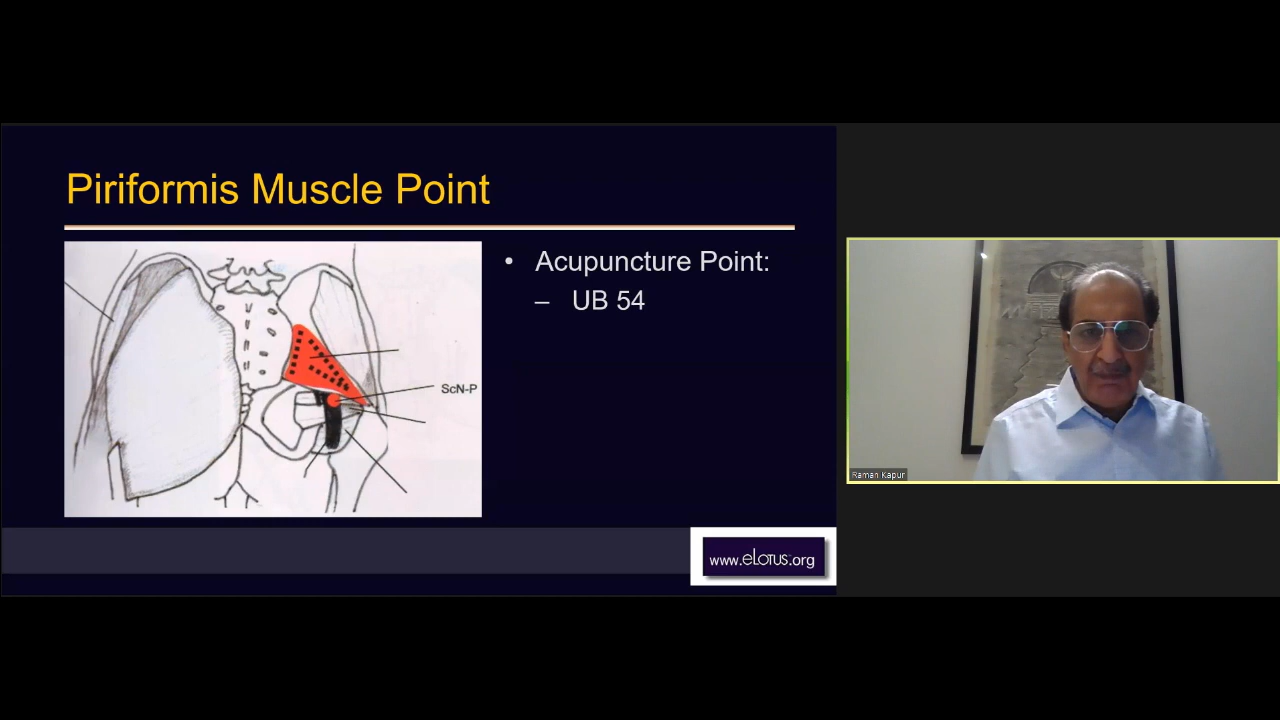 Piriformis Muscle Point
• Acupuncture Point:
– UB 54
ScN-P
www.eLotus.org
Raman Kapur